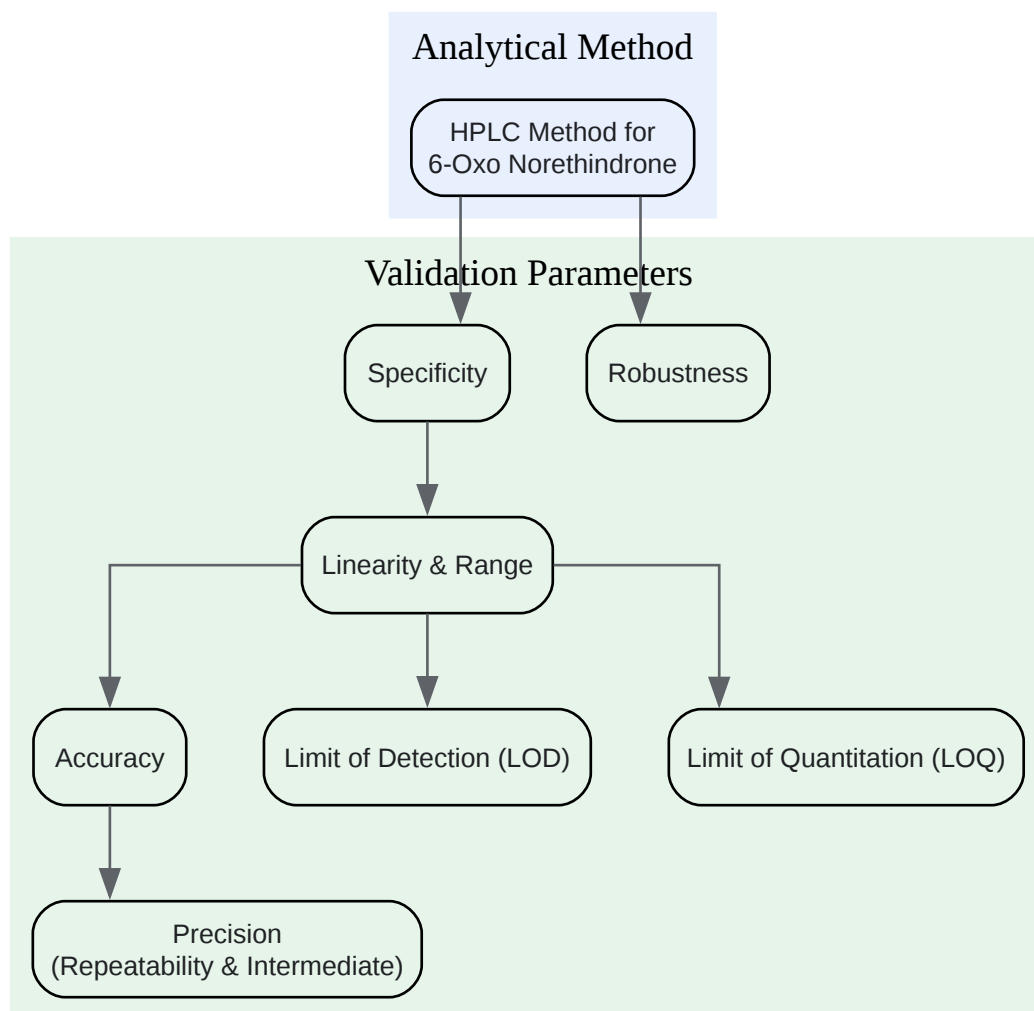 Analytical Method
HPLC Method for
6-Oxo Norethindrone
Validation Parameters
Specificity
Robustness
Linearity & Range
Accuracy
Limit of Detection (LOD)
Limit of Quantitation (LOQ)
Precision
(Repeatability & Intermediate)